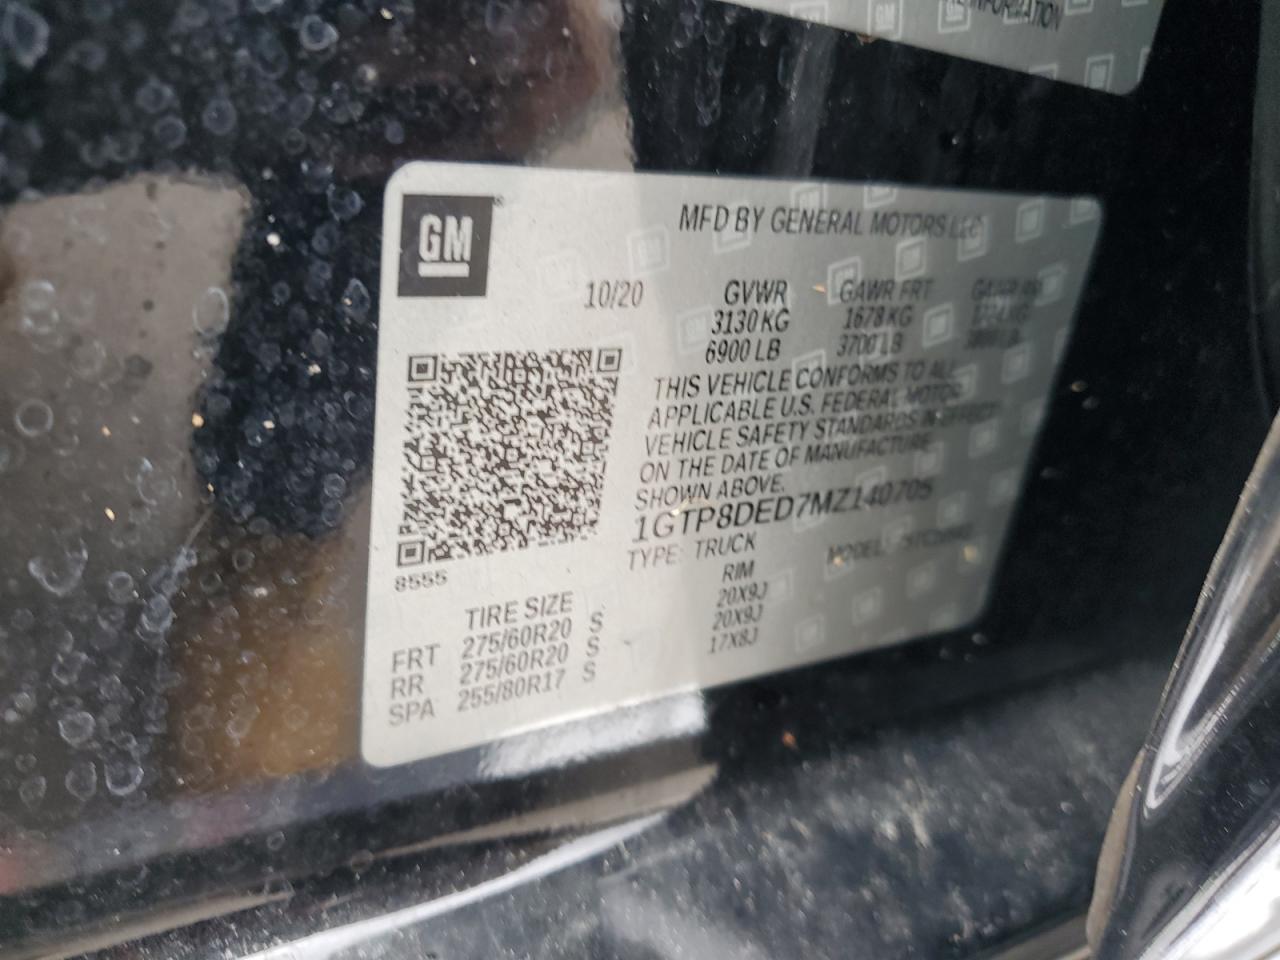 INFORMATION
GM
MFD BY GENERAL MOTORS LLC
10/20
GVWR GAWR FRT GAWR RR
3130 KG 1678 KG
6900 LB 3700 LB
THIS VEHICLE CONFORMS TO ALL
APPLICABLE U.S. FEDERAL MOTOR
VEHICLE SAFETY STANDARDS IN EFFECT
ON THE DATE OF MANUFACTURE
SHOWN ABOVE.
1GTP8DED7MZ140705
TYPE: TRUCK MODEL:
8555
TIRE SIZE RIM
FRT 275/60R20 S 20X9J
RR 275/60R20 S 20X9J
SPA 255/80R17 S 17X8J